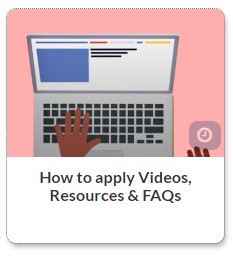 How to apply Videos,
Resources & FAQs